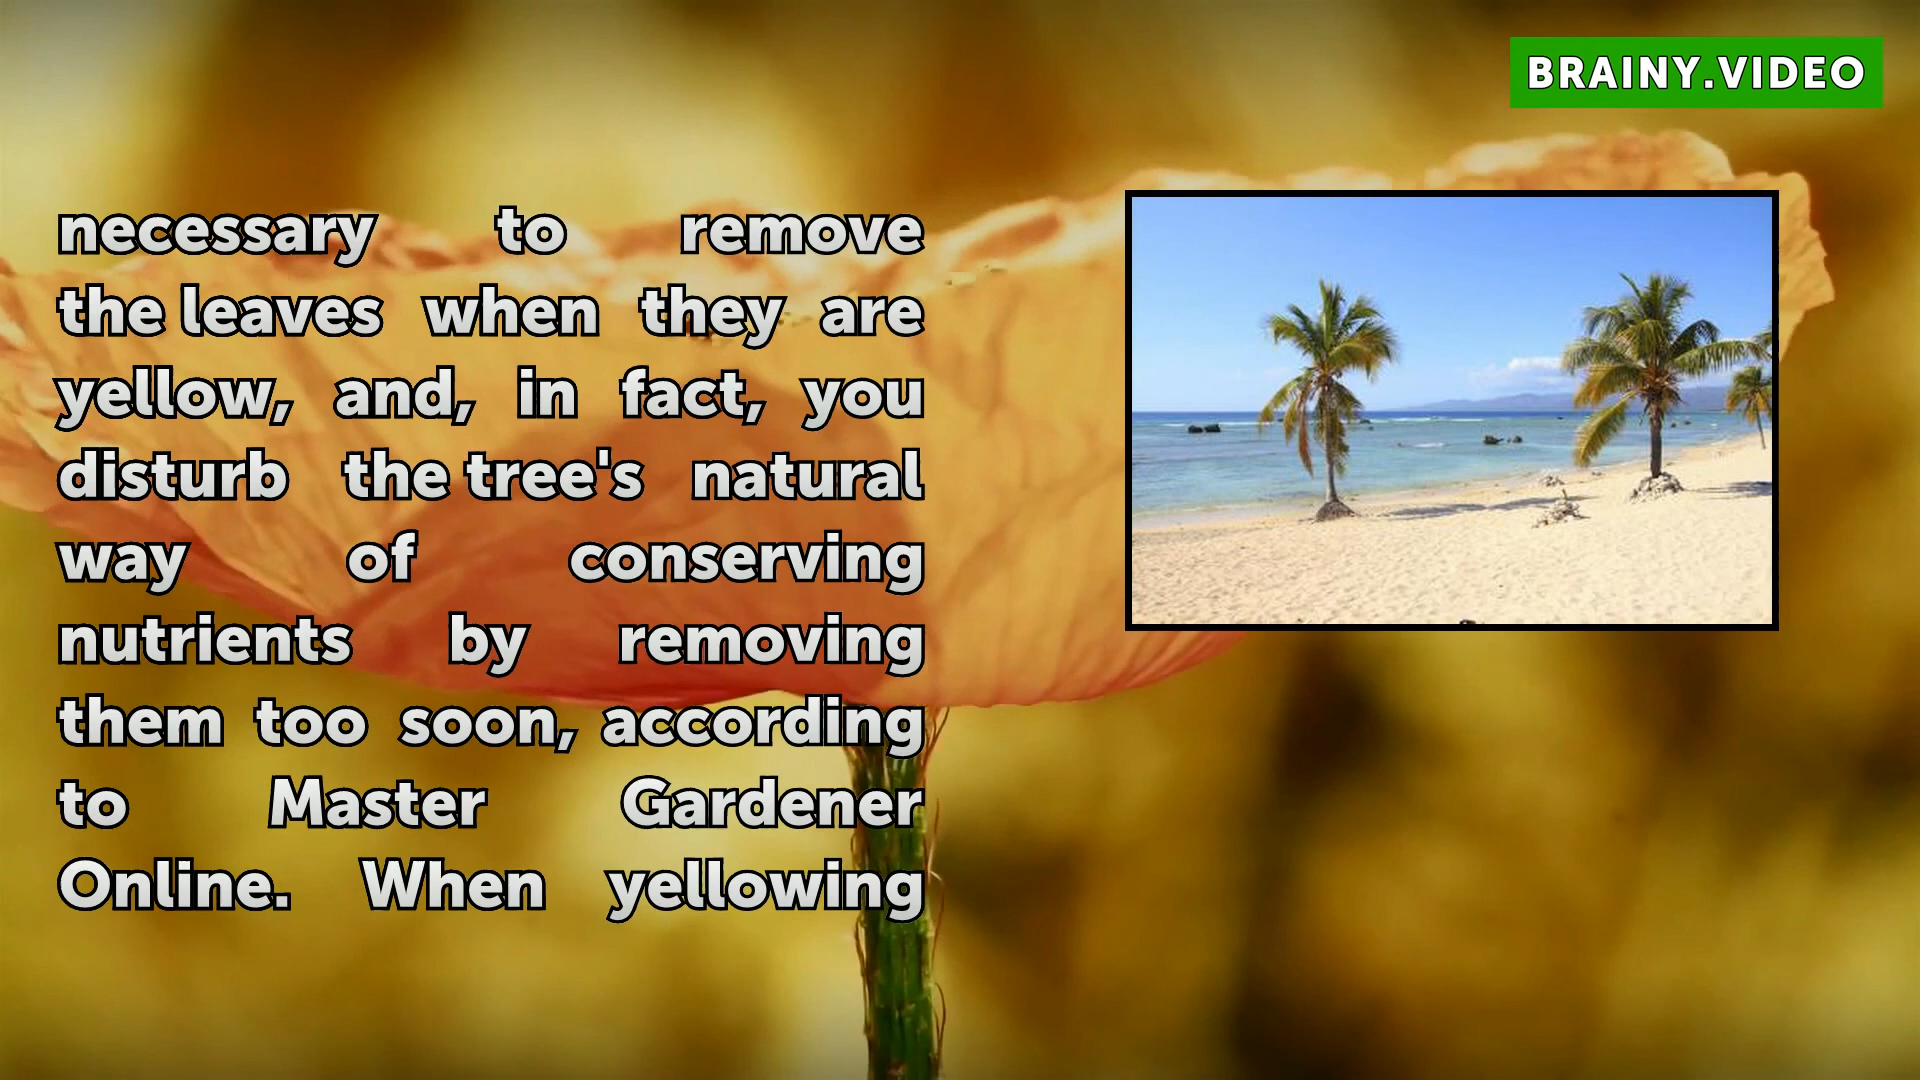 BRAINY.VIDEO
necessary to remove
the leaves when they are
yellow, and, in fact, you
disturb the tree's natural
way of conserving
nutrients by removing
them too soon, according
to Master Gardener
Online. When yellowing